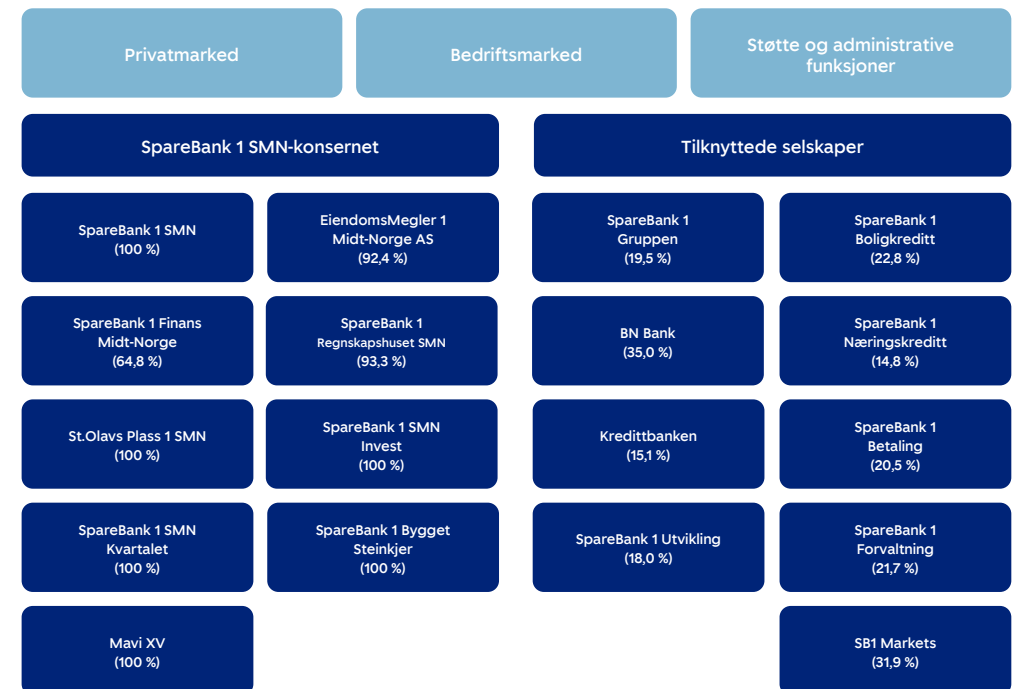 Privatmarked
Bedriftsmarked
Støtte og administrative
funksjoner
SpareBank 1 SMN-konsernet
Tilknyttede selskaper
SpareBank 1 SMN
(100 %)
EiendomsMegler 1
Midt-Norge AS
(92,4 %)
SpareBank 1
Gruppen
(19,5 %)
SpareBank 1
Boligkreditt
(22,8 %)
SpareBank 1 Finans
Midt-Norge
(64,8 %)
SpareBank 1
Regnskapshuset SMN
(93,3 %)
BN Bank
(35,0 %)
SpareBank 1
Næringskreditt
(14,8 %)
St.Olavs Plass 1 SMN
(100 %)
SpareBank 1 SMN
Invest
(100 %)
Kredittbanken
(15,1 %)
SpareBank 1
Betaling
(20,5 %)
SpareBank 1 SMN
Kvartalet
(100 %)
SpareBank 1 Bygget
Steinkjer
(100 %)
SpareBank 1 Utvikling
(18,0 %)
SpareBank 1
Forvaltning
(21,7 %)
Mavi XV
(100 %)
SB1 Markets
(31,9 %)